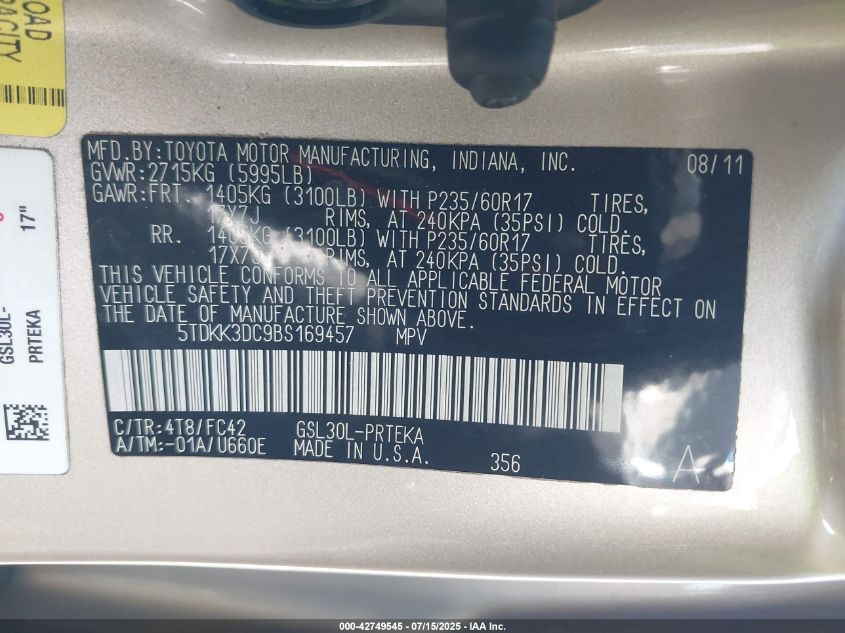 OAD
PACITY
17"
GSL30L-
PRTEKA
MFD.BY:TOYOTA MOTOR MANUFACTURING, INDIANA, INC. 08/11
GVWR:2715KG (5995LB)
GAWR:FRT. 1405KG (3100LB) WITH P235/60R17 TIRES,
17X7J RIMS, AT 240KPA (35PSI) COLD.
RR. 1405KG (3100LB) WITH P235/60R17 TIRES,
17X7J RIMS, AT 240KPA (35PSI) COLD.
THIS VEHICLE CONFORMS TO ALL APPLICABLE FEDERAL MOTOR
VEHICLE SAFETY AND THEFT PREVENTION STANDARDS IN EFFECT ON
THE DATE OF MANUFACTURE SHOWN ABOVE.
5TDKK3DC9BS169457 MPV
C/TR:4T8/FC42 GSL30L-PRTEKA
A/TM:-01A/U660E MADE IN U.S.A. 356 A
000-42749545 - 07/15/2025 - IAA Inc.